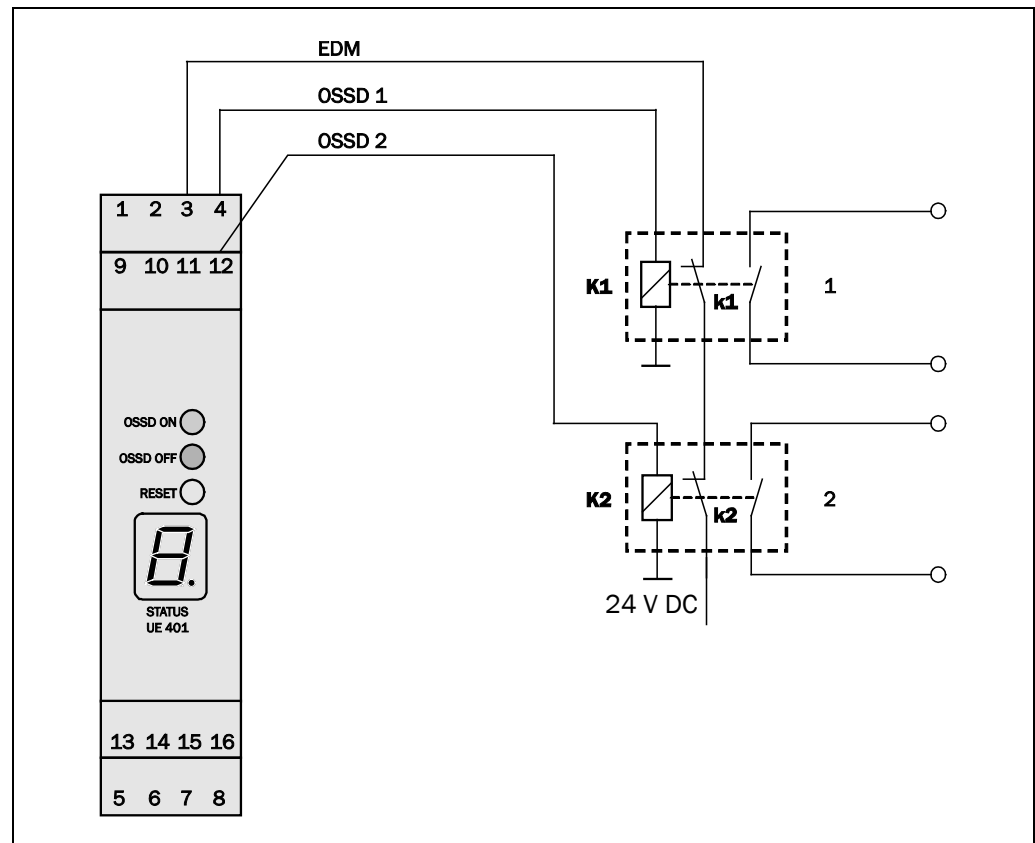 EDM
OSSD 1
OSSD 2
1 2 3 4
9 10 11 12
K1
k1
1
OSSD ON
OSSD OFF
RESET
8.
STATUS
UE 401
K2
k2
2
24 V DC
13 14 15 16
5 6 7 8